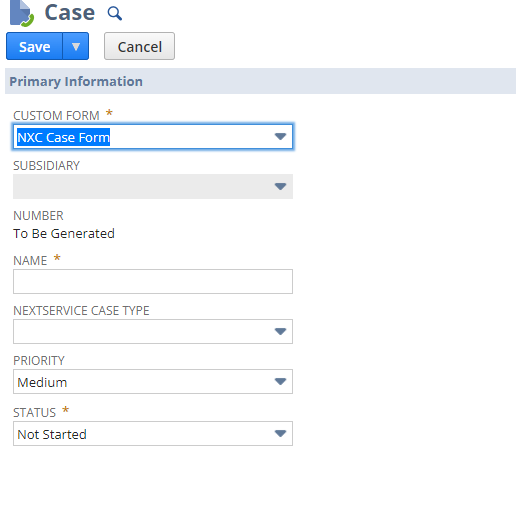 Case
Save
Cancel
Primary Information
CUSTOM FORM *
NXC Case Form
SUBSIDIARY
NUMBER
To Be Generated
NAME *
NEXTSERVICE CASE TYPE
PRIORITY
Medium
STATUS *
Not Started